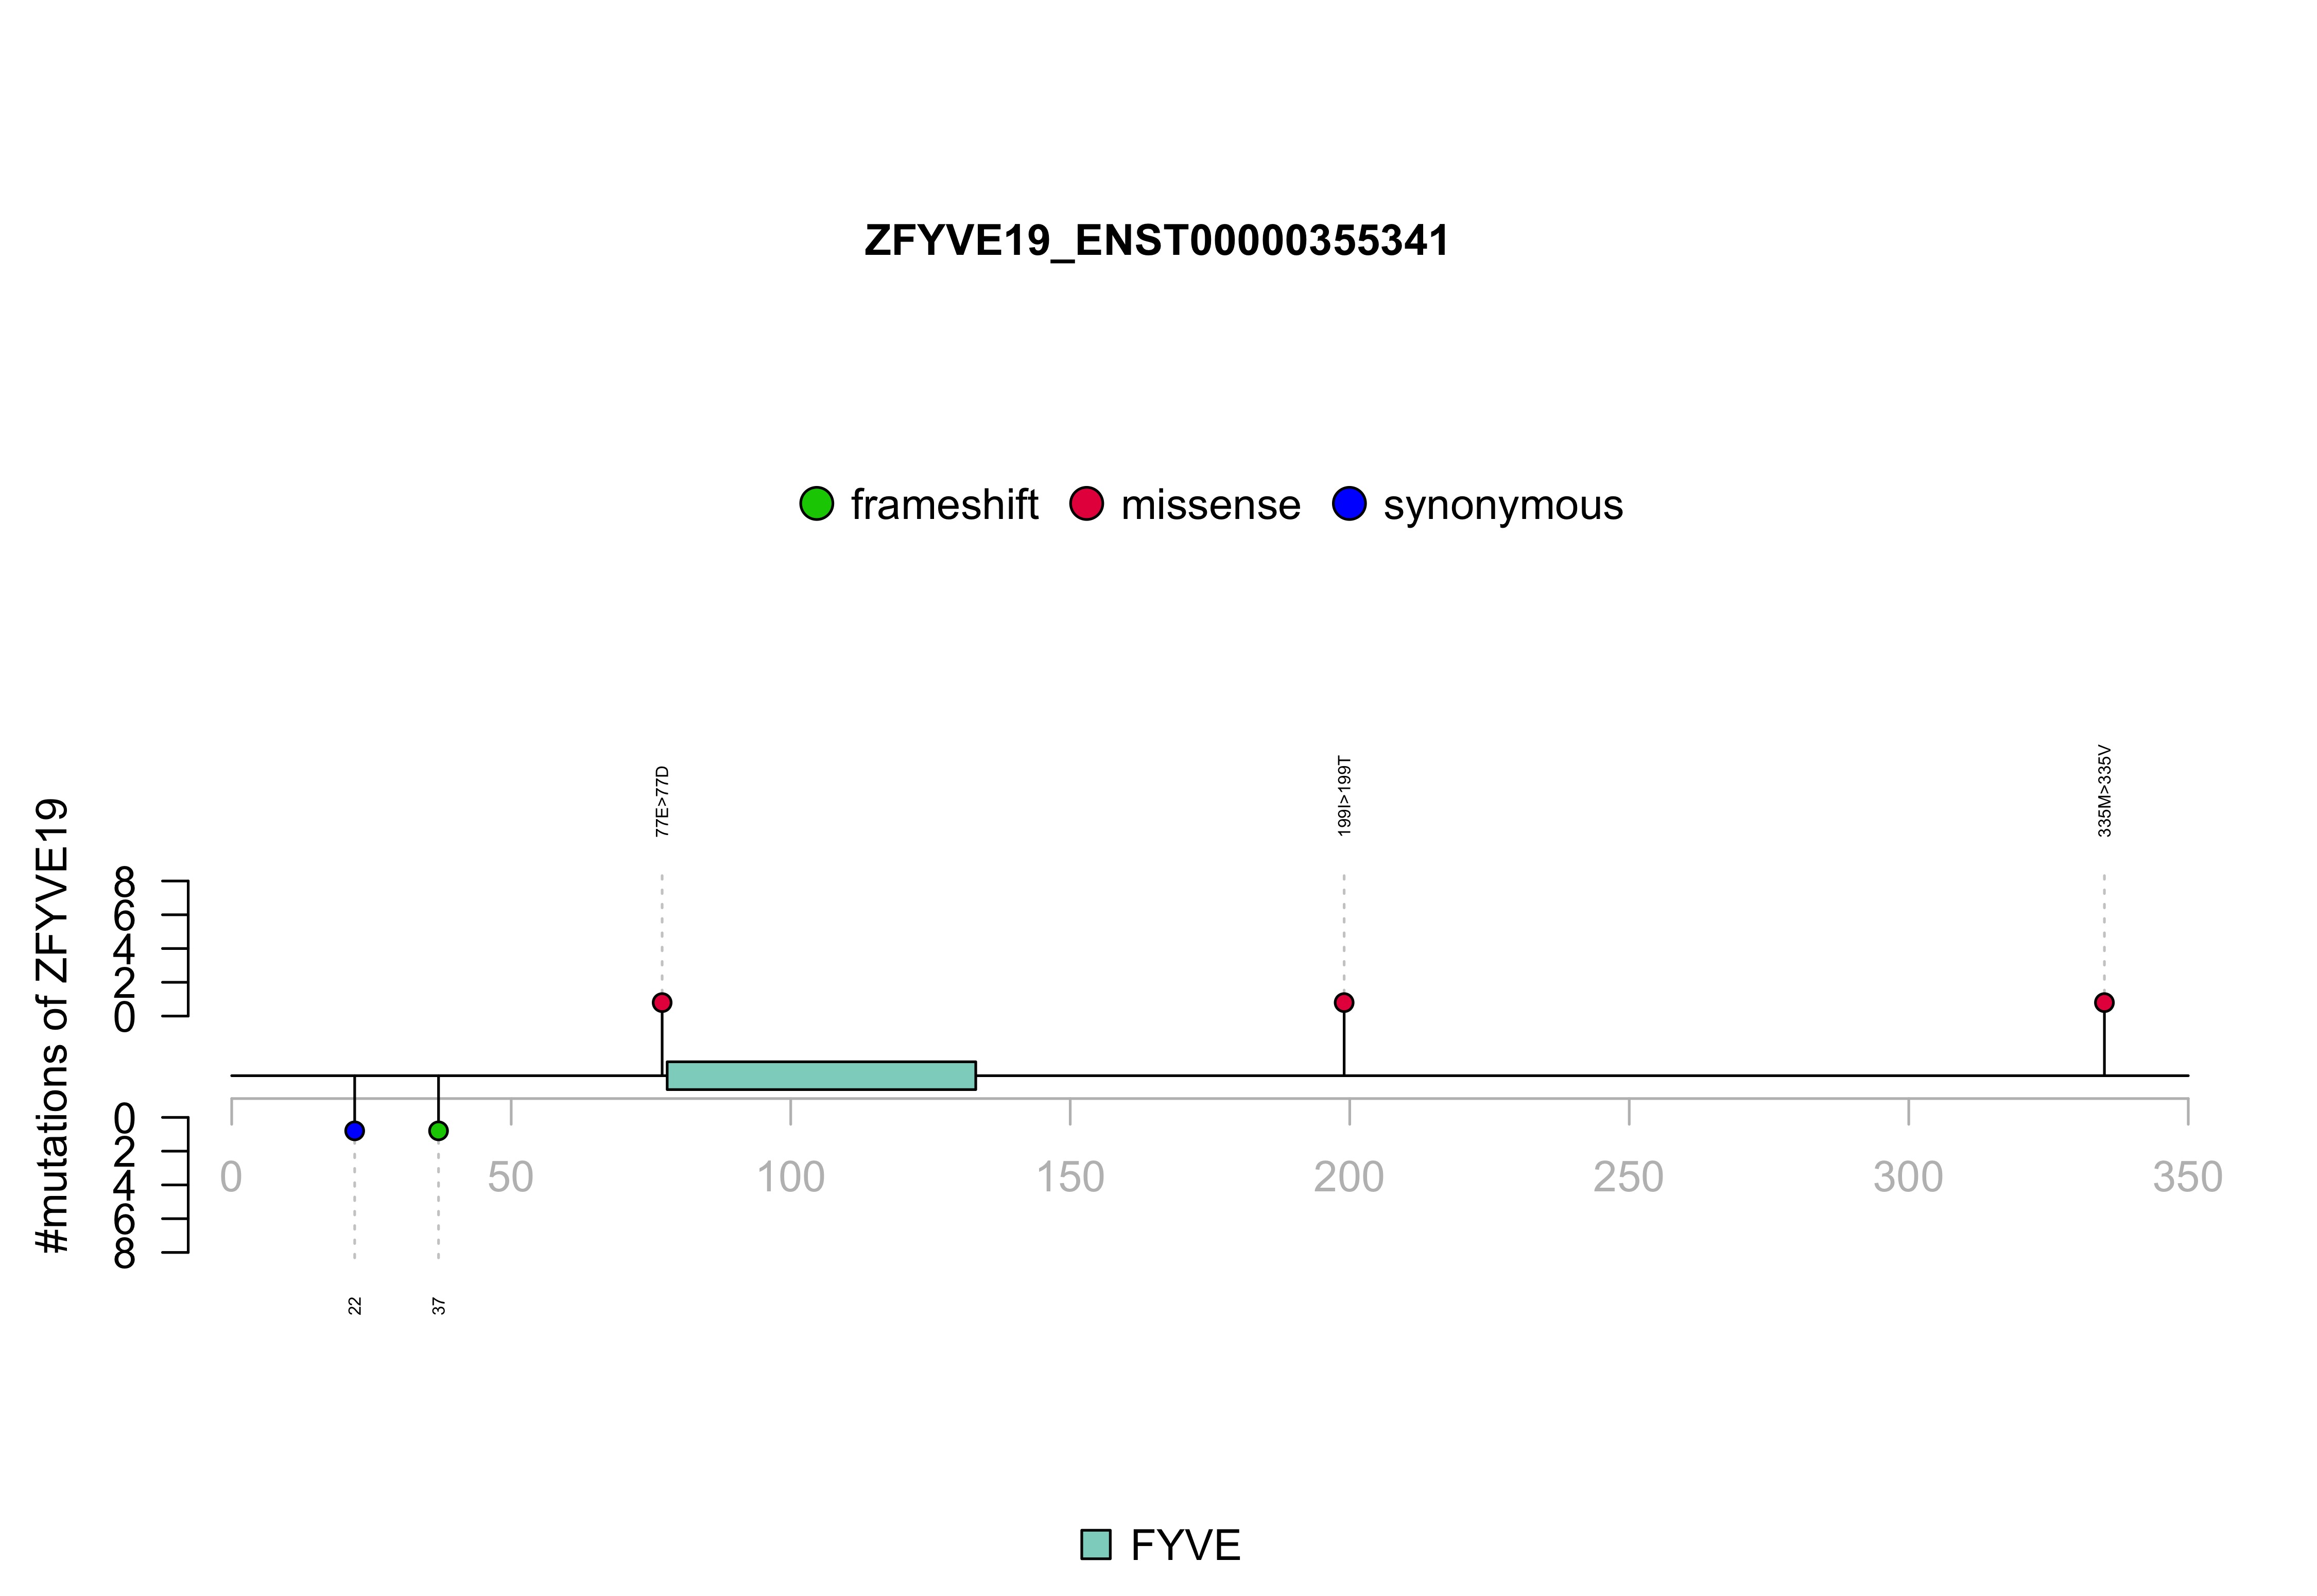 ZFYVE19_ENST00000355341
frameshift missense synonymous
77E>77D
199I>199T
335M>335V
#mutations of ZFYVE19
8
6
4
2
0
0
2
4
6
8
0 50 100 150 200 250 300 350
22
37
FYVE